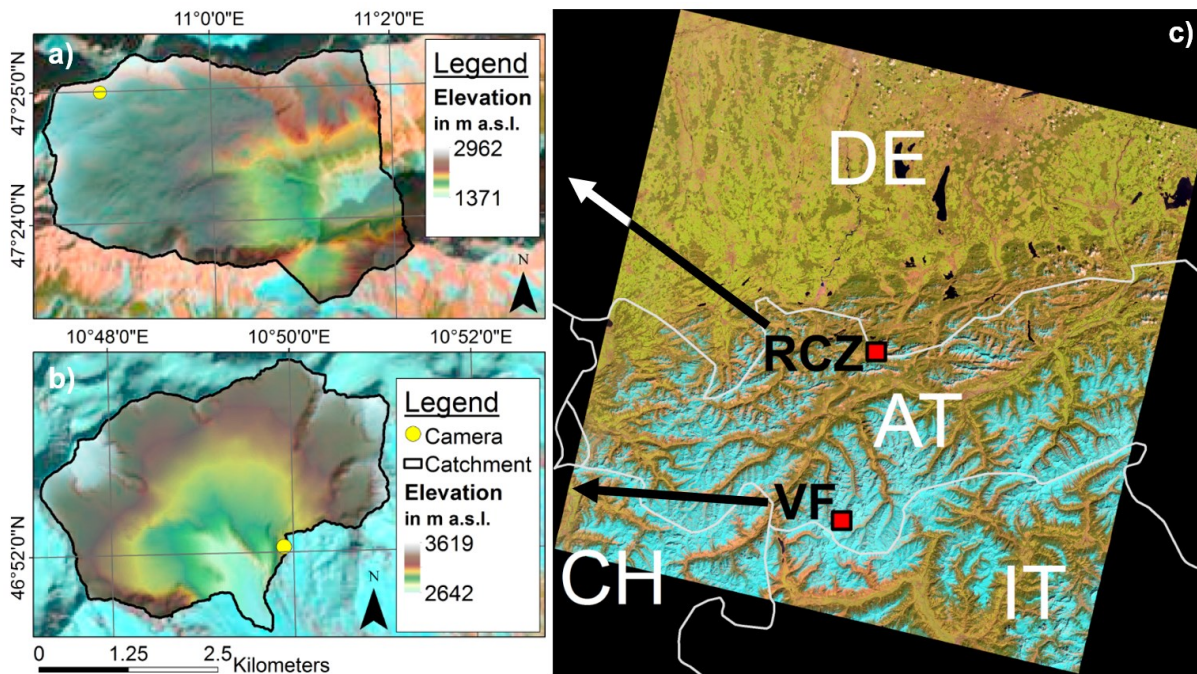 11°0'0"E
11°2'0"E
a)
47°25'0"N
47°24'0"N
Legend
Elevation
in m a.s.l.
2962
1371
N
10°48'0"E
10°50'0"E
10°52'0"E
b)
46°52'0"N
Legend
Camera
Catchment
Elevation
in m a.s.l.
3619
2642
N
0
1.25
2.5
Kilometers
c)
DE
RCZ
AT
VF
CH
IT